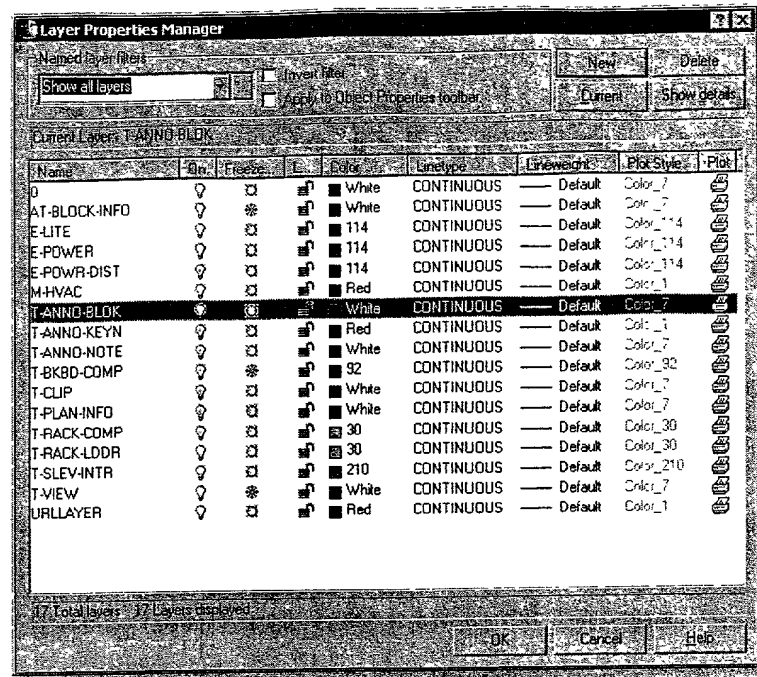 Layer Properties Manager
Named layer filters
Show all layers
Invert filter
Apply to Object Properties toolbar
New Delete
Current Show details
Current Layer: T-ANNO-BLOK
Name On Freeze... L... Color Linetype Lineweight Plot Style Plot
0 White CONTINUOUS Default Color_7
AT-BLOCK-INFO White CONTINUOUS Default Color_7
E-LITE 114 CONTINUOUS Default Color_114
E-POWER 114 CONTINUOUS Default Color_114
E-POWR-DIST 114 CONTINUOUS Default Color_114
M-HVAC Red CONTINUOUS Default Color_1
T-ANNO-BLOK White CONTINUOUS Default Color_7
T-ANNO-KEYN Red CONTINUOUS Default Color_1
T-ANNO-NOTE White CONTINUOUS Default Color_7
T-BKBD-COMP 92 CONTINUOUS Default Color_92
T-CLIP White CONTINUOUS Default Color_7
T-PLAN-INFO White CONTINUOUS Default Color_7
T-RACK-COMP 30 CONTINUOUS Default Color_30
T-RACK-LDDR 30 CONTINUOUS Default Color_30
T-SLEV-INTR 210 CONTINUOUS Default Color_210
T-VIEW White CONTINUOUS Default Color_7
URLLAYER Red CONTINUOUS Default Color_1
17 Total layers 17 Layers displayed
OK Cancel Help